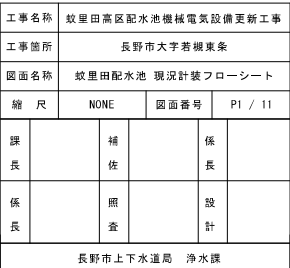 工事名称 蚊里田高区配水池機械電気設備更新工事
工事箇所 長野市大字若槻東条
図面名称 蚊里田配水池 現況計装フローシート
縮 尺 NONE 図面番号 P1 / 11
課長 補佐 係長
係長 照査 設計
長野市上下水道局 浄水課